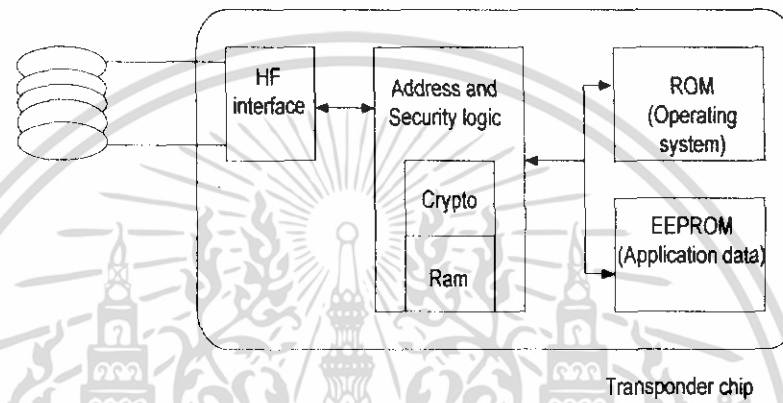 HF
interface
Address and
Security logic
Crypto
Ram
ROM
(Operating
system)
EEPROM
(Application data)
Transponder chip